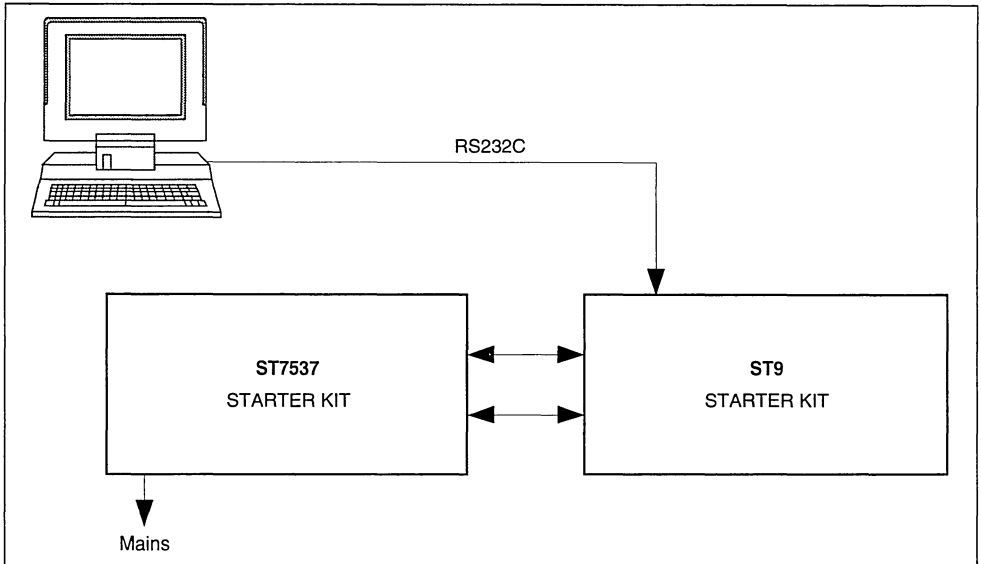 RS232C
ST7537
STARTER KIT
ST9
STARTER KIT
Mains